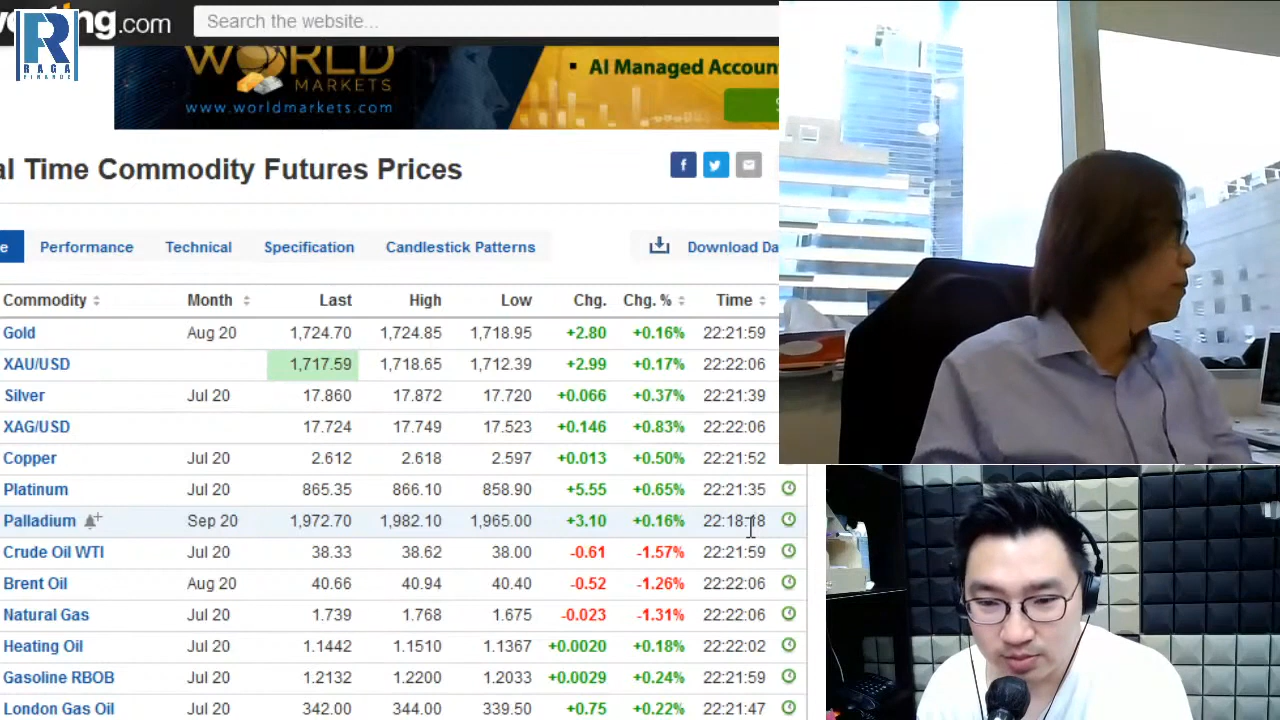 R
RAGA
FINANCE
vesting.com
Search the website...
WORLD
MARKETS
www.worldmarkets.com
▪ AI Managed Accoun
al Time Commodity Futures Prices
e Performance Technical Specification Candlestick Patterns Download Da
Commodity Month Last High Low Chg. Chg. % Time
Gold Aug 20 1,724.70 1,724.85 1,718.95 +2.80 +0.16% 22:21:59
XAU/USD 1,717.59 1,718.65 1,712.39 +2.99 +0.17% 22:22:06
Silver Jul 20 17.860 17.872 17.720 +0.066 +0.37% 22:21:39
XAG/USD 17.724 17.749 17.523 +0.146 +0.83% 22:22:06
Copper Jul 20 2.612 2.618 2.597 +0.013 +0.50% 22:21:52
Platinum Jul 20 865.35 866.10 858.90 +5.55 +0.65% 22:21:35
Palladium Sep 20 1,972.70 1,982.10 1,965.00 +3.10 +0.16% 22:18:18
Crude Oil WTI Jul 20 38.33 38.62 38.00 -0.61 -1.57% 22:21:59
Brent Oil Aug 20 40.66 40.94 40.40 -0.52 -1.26% 22:22:06
Natural Gas Jul 20 1.739 1.768 1.675 -0.023 -1.31% 22:22:06
Heating Oil Jul 20 1.1442 1.1510 1.1367 +0.0020 +0.18% 22:22:02
Gasoline RBOB Jul 20 1.2132 1.2200 1.2033 +0.0029 +0.24% 22:21:59
London Gas Oil Jul 20 342.00 344.00 339.50 +0.75 +0.22% 22:21:47